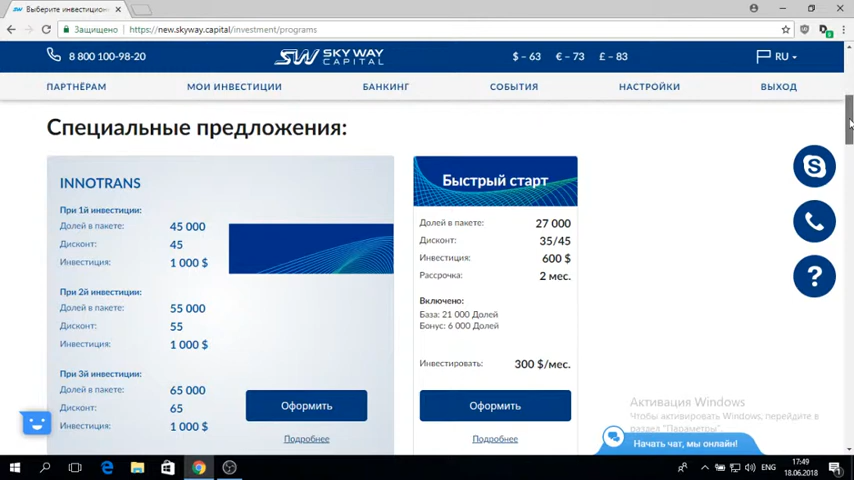 Выберите инвестицион
Защищено
https://new.skyway.capital/investment/programs
8 800 100-98-20
SW SKY WAY CAPITAL
$ – 63 € – 73 £ – 83
RU
ПАРТНЁРАМ МОИ ИНВЕСТИЦИИ БАНКИНГ СОБЫТИЯ НАСТРОЙКИ ВЫХОД
Специальные предложения:
INNOTRANS
При 1й инвестиции:
Долей в пакете: 45 000
Дисконт: 45
Инвестиция: 1 000 $
При 2й инвестиции:
Долей в пакете: 55 000
Дисконт: 55
Инвестиция: 1 000 $
При 3й инвестиции:
Долей в пакете: 65 000
Дисконт: 65
Инвестиция: 1 000 $
Оформить
Подробнее
Быстрый старт
Долей в пакете: 27 000
Дисконт: 35/45
Инвестиция: 600 $
Рассрочка: 2 мес.
Включено:
База: 21 000 Долей
Бонус: 6 000 Долей
Инвестировать: 300 $/мес.
Оформить
Подробнее
Активация Windows
Чтобы активировать Windows, перейдите в
раздел "Параметры".
Начать чат, мы онлайн!
ENG
17:49
18.06.2018